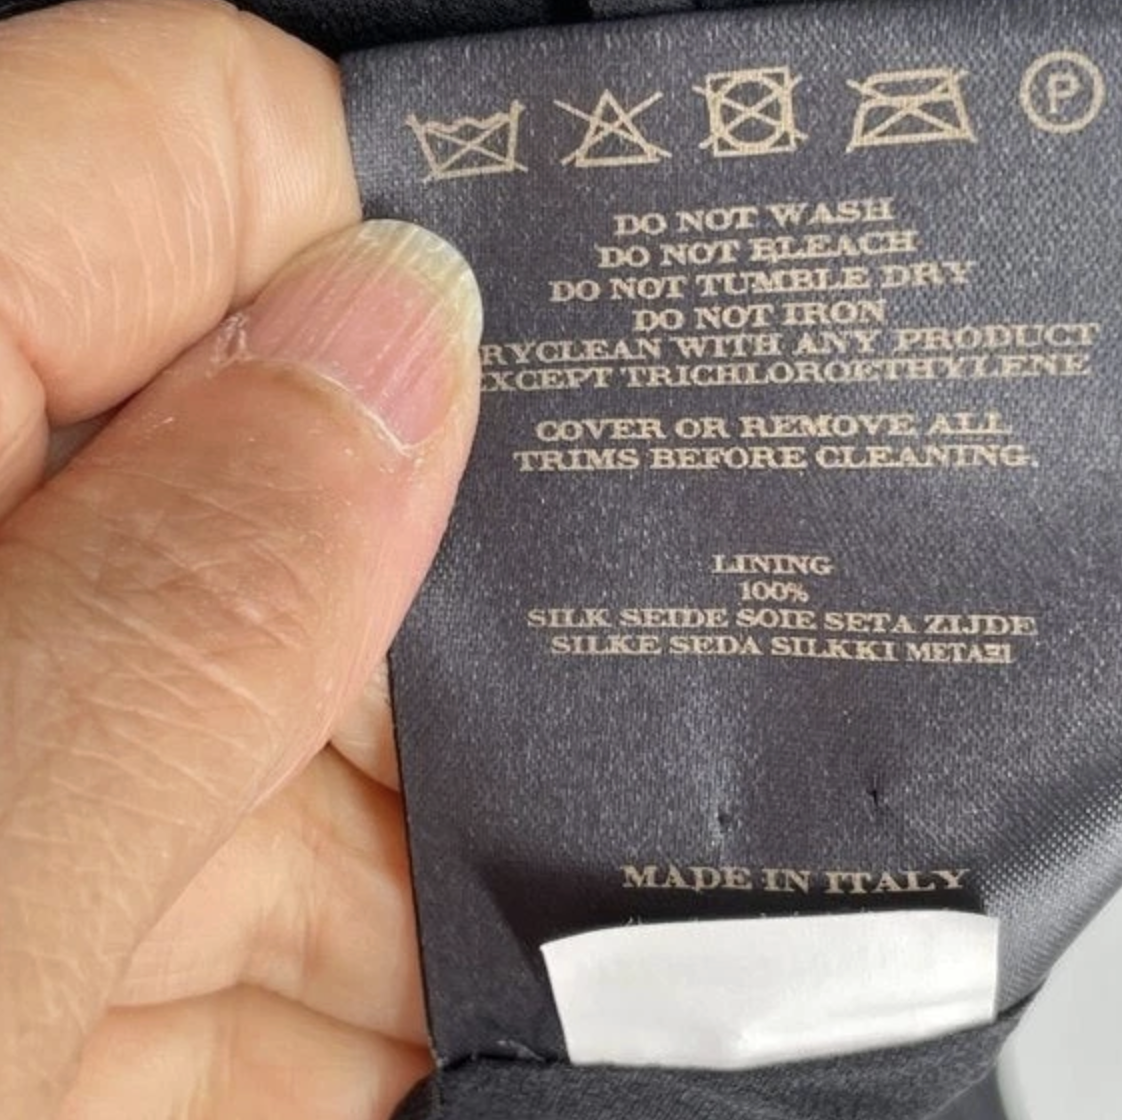 P
DO NOT WASH
DO NOT BLEACH
DO NOT TUMBLE DRY
DO NOT IRON
RYCLEAN WITH ANY PRODUCT
XCEPT TRICHLOROETHYLENE
COVER OR REMOVE ALL
TRIMS BEFORE CLEANING.
LINING
100%
SILK SEIDE SOIE SETA ZIJDE
SILKE SEDA SILKKI ΜΕΤΑΞΙ
MADE IN ITALY